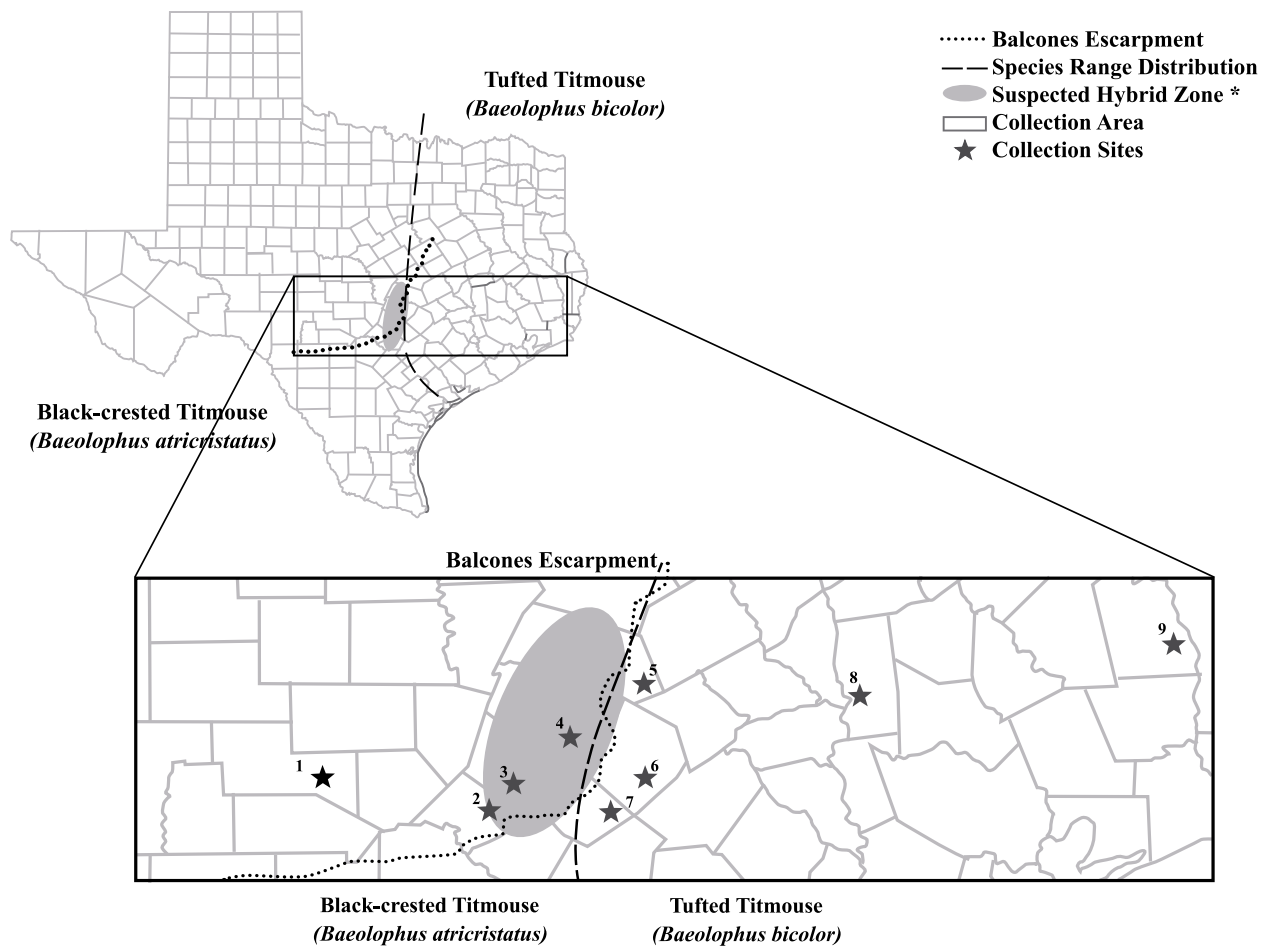 Balcones Escarpment
Species Range Distribution
Suspected Hybrid Zone *
Collection Area
Collection Sites
Tufted Titmouse
(Baeolophus bicolor)
Black-crested Titmouse
(Baeolophus atricristatus)
Balcones Escarpment
1
2
3
4
5
6
7
8
9
Black-crested Titmouse
(Baeolophus atricristatus)
Tufted Titmouse
(Baeolophus bicolor)